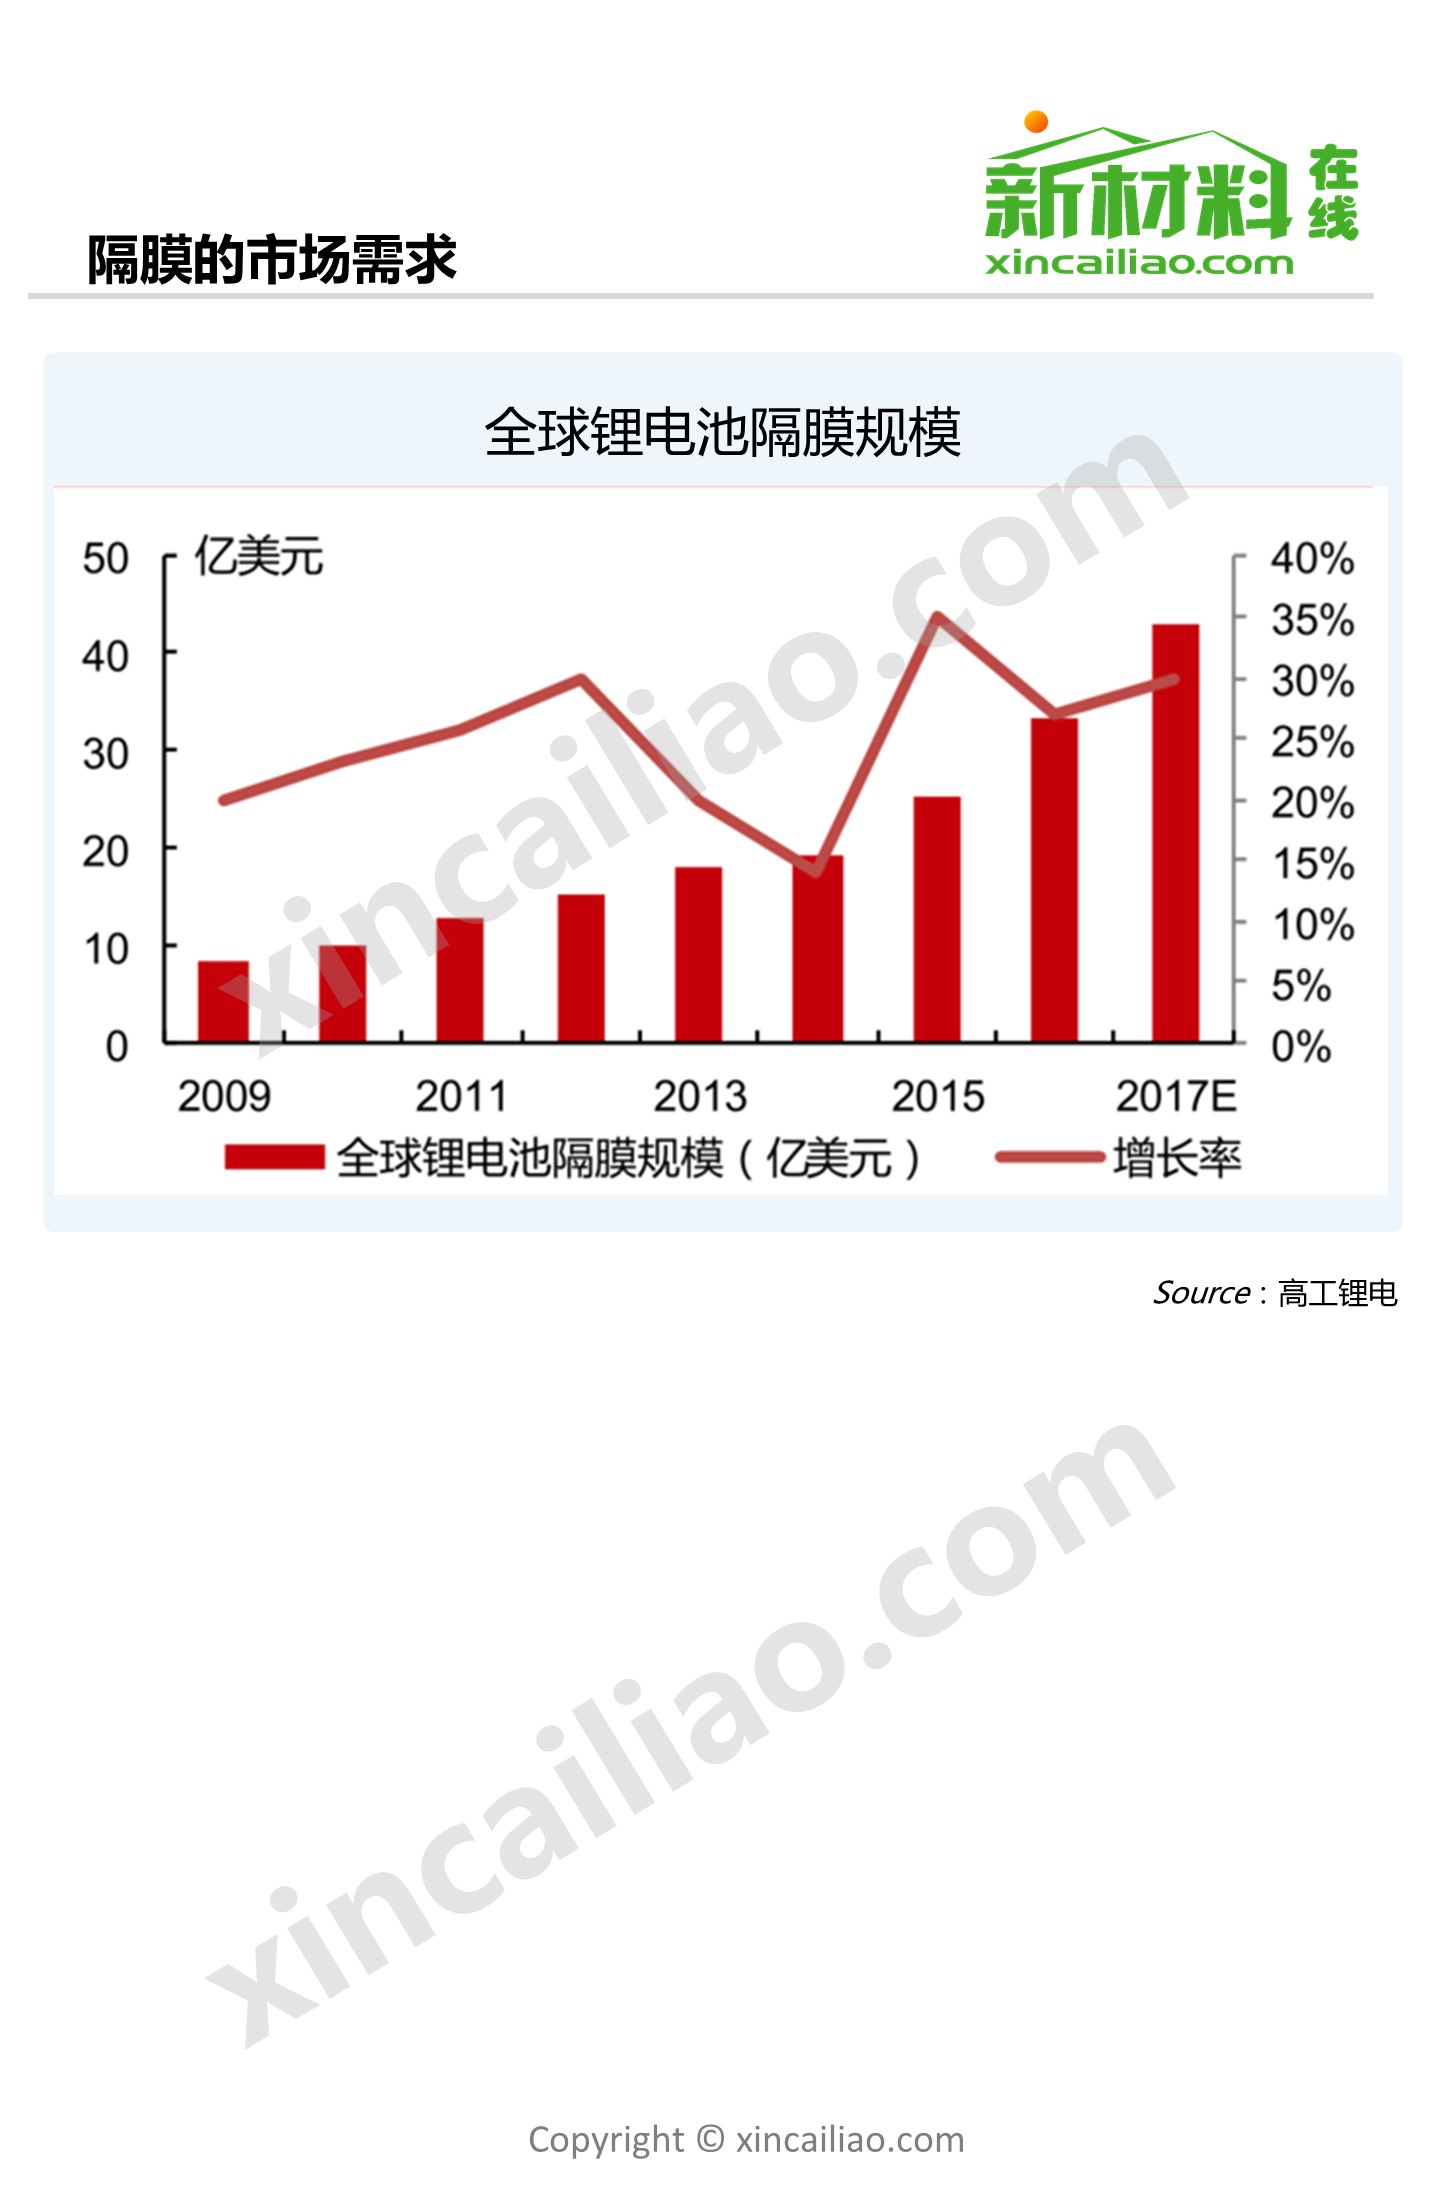 新材料在线
xincailiao.com
隔膜的市场需求
全球锂电池隔膜规模
亿美元
50
40
30
20
10
0
40%
35%
30%
25%
20%
15%
10%
5%
0%
2009 2011 2013 2015 2017E
全球锂电池隔膜规模（亿美元） 增长率
xincailiao.com
Source：高工锂电
xincailiao.com
Copyright © xincailiao.com